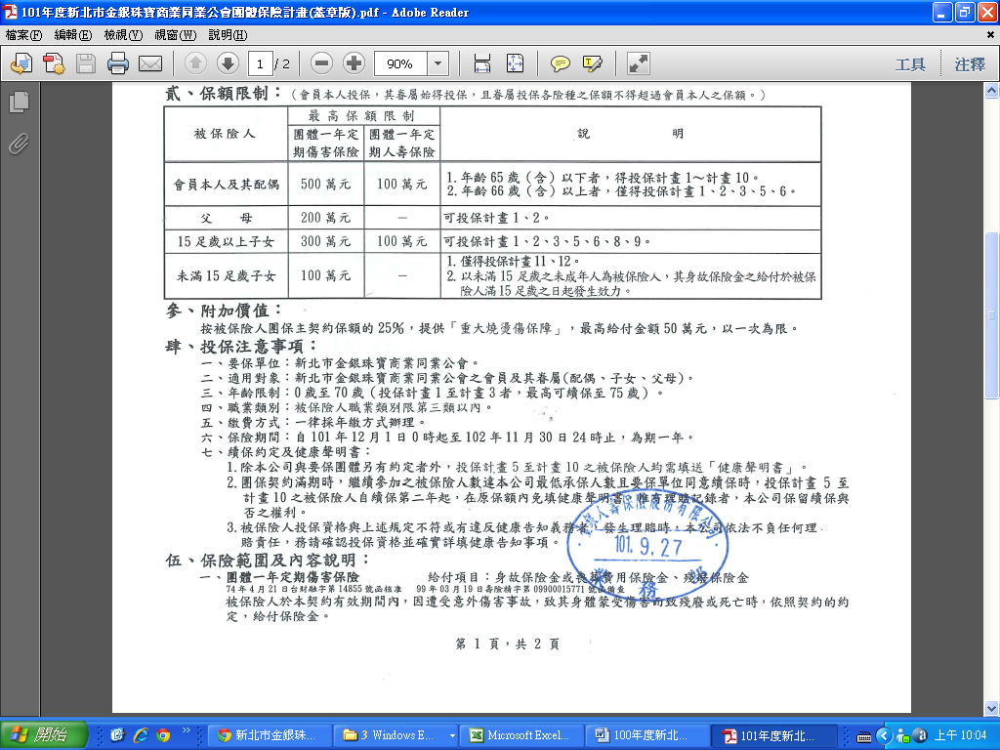 101年度新北市金銀珠寶商業同業公會團體保險計畫(蓋章版).pdf - Adobe Reader
檔案(F) 編輯(E) 檢視(V) 視窗(W) 說明(H)
1 / 2 90% 工具 注釋
貳、保額限制：（會員本人投保，其眷屬始得投保，且眷屬投保各險種之保額不得超過會員本人之保額。）
被保險人 最高保額限制 說 明
團體一年定期傷害保險 團體一年定期人壽保險
會員本人及其配偶 500 萬元 100 萬元 1. 年齡 65 歲（含）以下者，得投保計畫 1～計畫 10。
2. 年齡 66 歲（含）以上者，僅得投保計畫 1、2、3、5、6。
父 母 200 萬元 － 可投保計畫 1、2。
15 足歲以上子女 300 萬元 100 萬元 可投保計畫 1、2、3、5、6、8、9。
未滿 15 足歲子女 100 萬元 － 1. 僅得投保計畫 11、12。
2. 以未滿 15 足歲之未成年人為被保險人，其身故保險金之給付於被保
險人滿 15 足歲之日起發生效力。
參、附加價值：
按被保險人團保主契約保額的 25%，提供「重大燒燙傷保障」，最高給付金額 50 萬元，以一次為限。
肆、投保注意事項：
一、要保單位：新北市金銀珠寶商業同業公會。
二、適用對象：新北市金銀珠寶商業同業公會之會員及其眷屬(配偶、子女、父母)。
三、年齡限制：0 歲至 70 歲（投保計畫 1 至計畫 3 者，最高可續保至 75 歲）。
四、職業類別：被保險人職業類別限第三類以內。
五、繳費方式：一律採年繳方式辦理。
六、保險期間：自 101 年 12 月 1 日 0 時起至 102 年 11 月 30 日 24 時止，為期一年。
七、續保約定及健康聲明書：
1. 除本公司與要保團體另有約定者外，投保計畫 5 至計畫 10 之被保險人均需填送「健康聲明書」。
2. 團保契約滿期時，繼續參加之被保險人數達本公司最低承保人數且要保單位同意續保時，投保計畫 5 至
計畫 10 之被保險人自續保第二年起，在原保額內免填健康聲明書。惟有理賠記錄者，本公司保留續保與
否之權利。
3. 被保險人投保資格與上述規定不符或有違反健康告知義務者，發生理賠時，本公司依法不負任何理
賠責任，務請確認投保資格並確實詳填健康告知事項。
人壽保險股份有限公司
101. 9. 27
業 務 部
伍、保險範圍及內容說明：
一、團體一年定期傷害保險 給付項目：身故保險金或喪葬費用保險金、殘廢保險金
74 年 4 月 21 日台財融字第 14855 號函核准 99 年 03 月 19 日壽險精字第 09900015771 號函備查
被保險人於本契約有效期間內，因遭受意外傷害事故，致其身體蒙受傷害而致殘廢或死亡時，依照契約的約
定，給付保險金。
第 1 頁，共 2 頁
開始 新北市金銀珠... 3 Windows E... Microsoft Excel... 100年度新北... 101年度新北... 上午 10:04